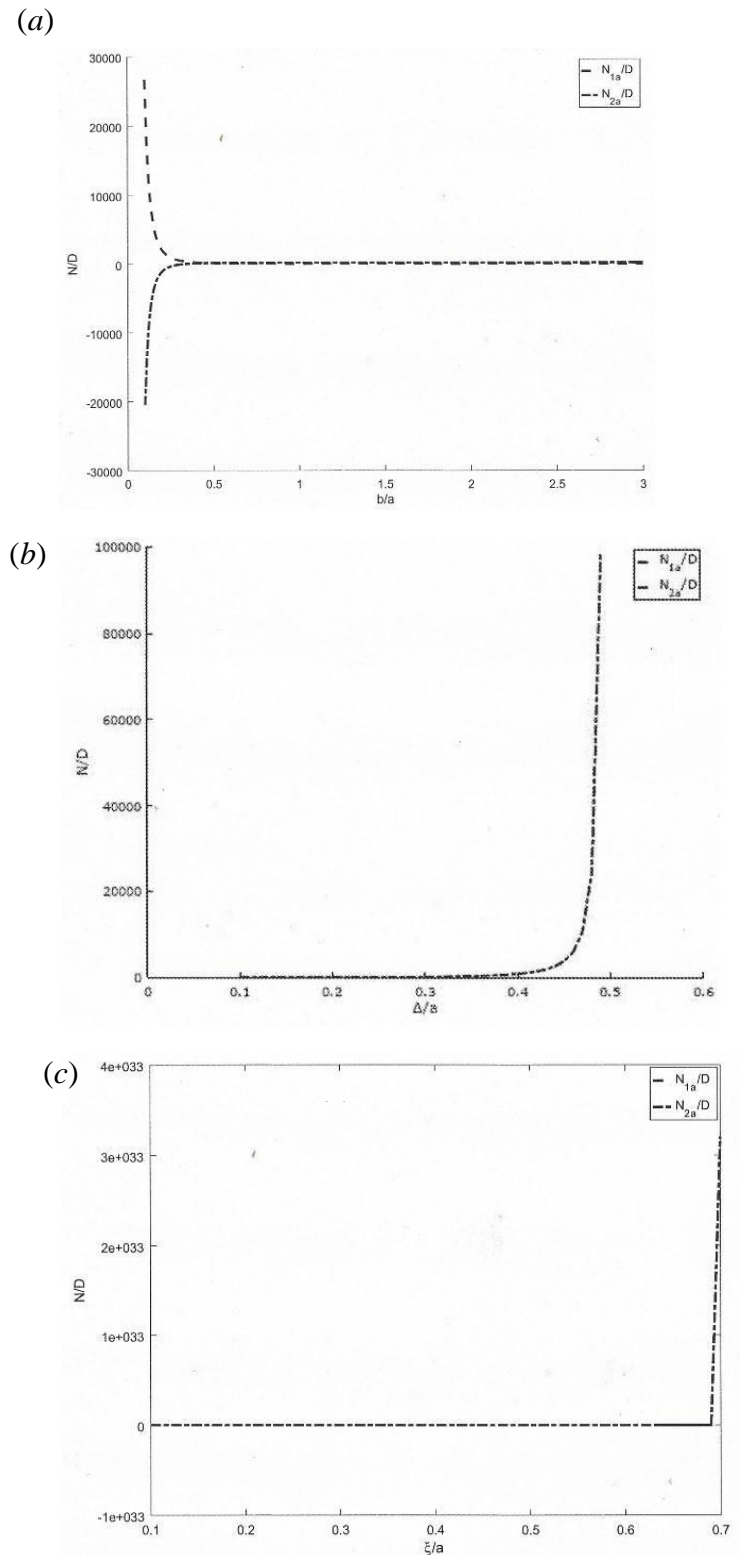 (a)
30000
20000
10000
0
-10000
-20000
-30000
N/D
0 0.5 1 1.5 2 2.5 3
b/a
N1a/D
N2a/D
(b)
100000
80000
60000
40000
20000
0
N/D
0 0.1 0.2 0.3 0.4 0.5 0.6
Δ/a
N1a/D
N2a/D
(c)
4e+033
3e+033
2e+033
1e+033
0
-1e+033
N/D
0.1 0.2 0.3 0.4 0.5 0.6 0.7
ξ/a
N1a/D
N2a/D